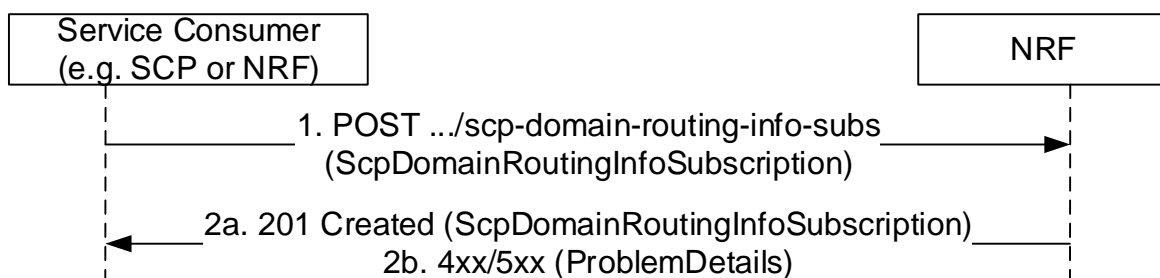 Service Consumer
(e.g. SCP or NRF)
NRF
1. POST .../scp-domain-routing-info-subs
(ScpDomainRoutingInfoSubscription)
2a. 201 Created (ScpDomainRoutingInfoSubscription)
2b. 4xx/5xx (ProblemDetails)